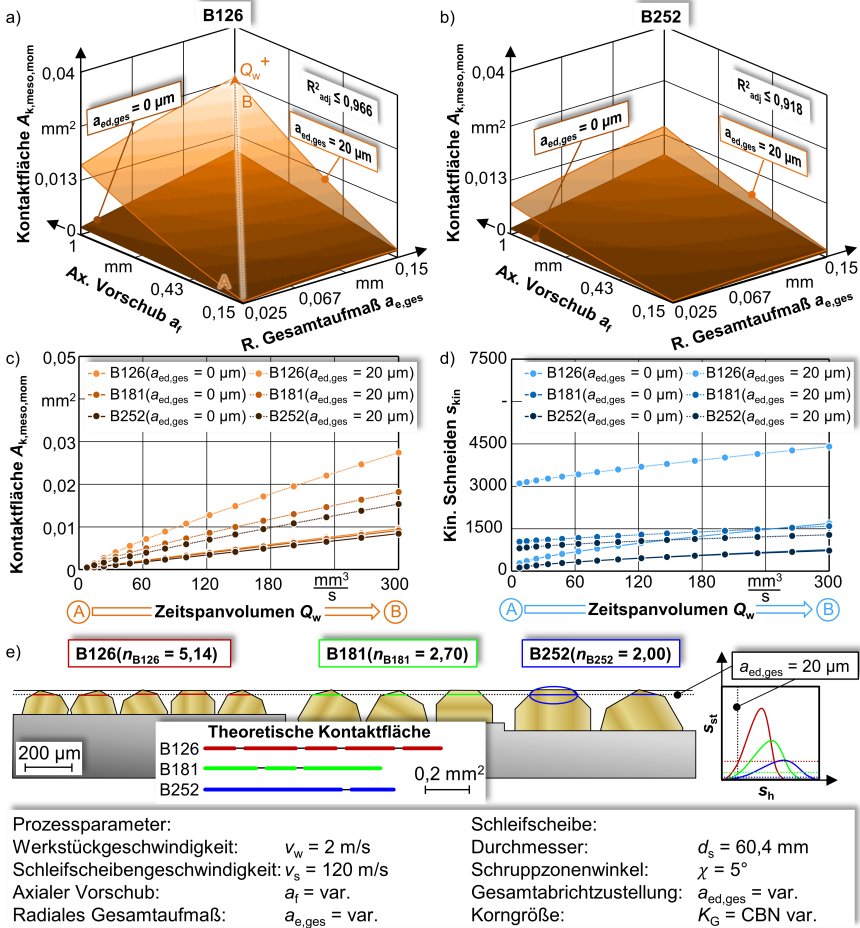 a)
B126
Kontaktfläche A_k,meso,mom
0,04
mm²
0,013
0
a_ed,ges = 0 µm
Q_w^+
B
R²_adj ≤ 0,966
a_ed,ges = 20 µm
A
1
mm
0,43
0,15
Ax. Vorschub a_f
0,025
0,067
mm
0,15
R. Gesamtaufmaß a_e,ges
b)
B252
Kontaktfläche A_k,meso,mom
0,04
mm²
0,013
0
a_ed,ges = 0 µm
R²_adj ≤ 0,918
a_ed,ges = 20 µm
1
mm
0,43
0,15
Ax. Vorschub a_f
0,025
0,067
mm
0,15
R. Gesamtaufmaß a_e,ges
c)
Kontaktfläche A_k,meso,mom
0,05
mm²
0,03
0,02
0,01
0
B126(a_ed,ges = 0 µm) B126(a_ed,ges = 20 µm)
B181(a_ed,ges = 0 µm) B181(a_ed,ges = 20 µm)
B252(a_ed,ges = 0 µm) B252(a_ed,ges = 20 µm)
0 60 120 180 mm³/s 300
A Zeitspanvolumen Q_w B
d)
Kin. Schneiden s_kin
7500
-
4500
3000
1500
0
B126(a_ed,ges = 0 µm) B126(a_ed,ges = 20 µm)
B181(a_ed,ges = 0 µm) B181(a_ed,ges = 20 µm)
B252(a_ed,ges = 0 µm) B252(a_ed,ges = 20 µm)
0 60 120 180 mm³/s 300
A Zeitspanvolumen Q_w B
e)
B126(n_B126 = 5,14)
B181(n_B181 = 2,70)
B252(n_B252 = 2,00)
a_ed,ges = 20 µm
200 µm
Theoretische Kontaktfläche
B126
B181
B252
0,2 mm²
s_st
s_h
Prozessparameter:
Werkstückgeschwindigkeit: v_w = 2 m/s
Schleifscheibengeschwindigkeit: v_s = 120 m/s
Axialer Vorschub: a_f = var.
Radiales Gesamtaufmaß: a_e,ges = var.
Schleifscheibe:
Durchmesser: d_s = 60,4 mm
Schruppzonenwinkel: χ = 5°
Gesamtabrichtzustellung: a_ed,ges = var.
Korngröße: K_G = CBN var.